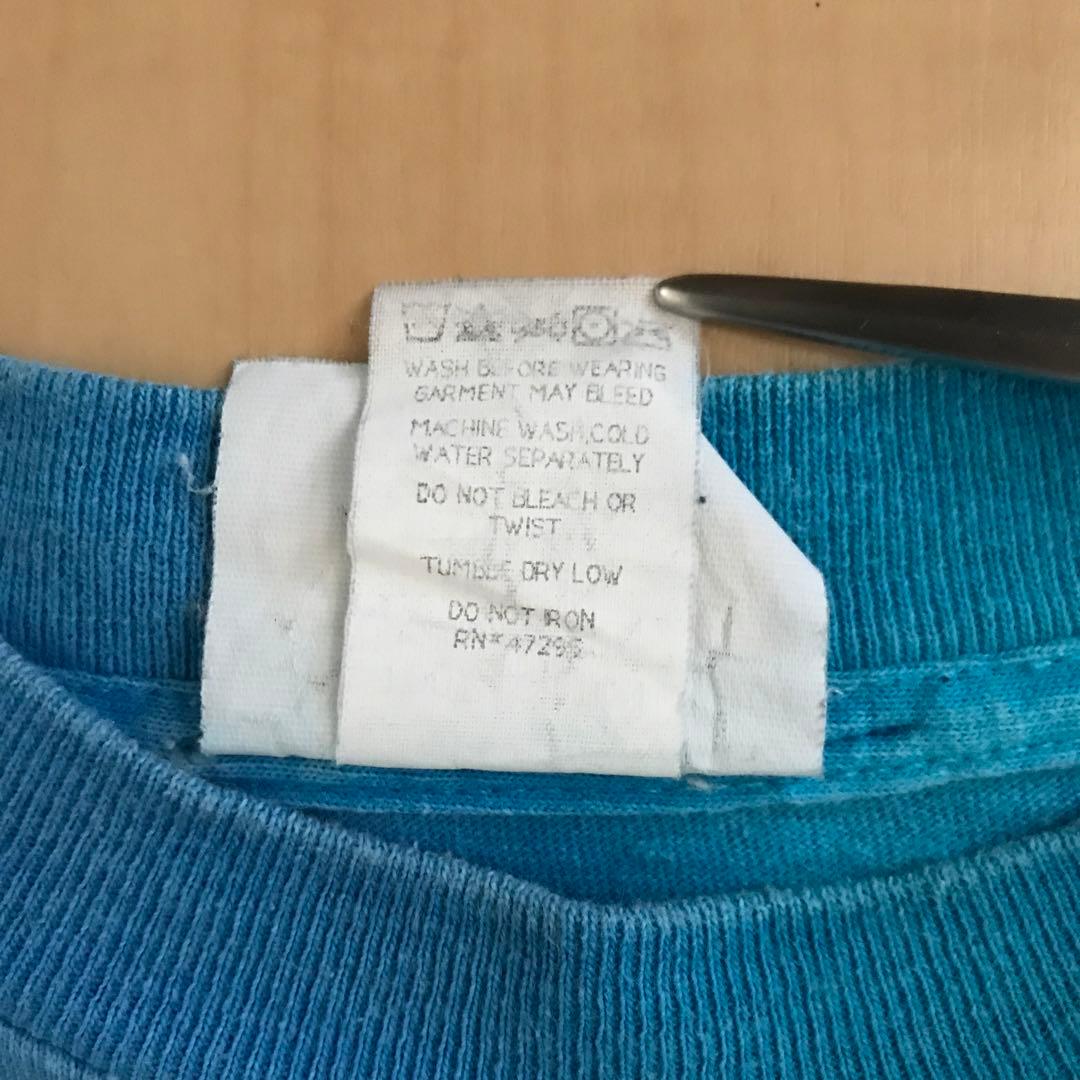 WASH BEFORE WEARING
GARMENT MAY BLEED
MACHINE WASH, COLD
WATER SEPARATELY
DO NOT BLEACH OR
TWIST
TUMBLE DRY LOW
DO NOT IRON